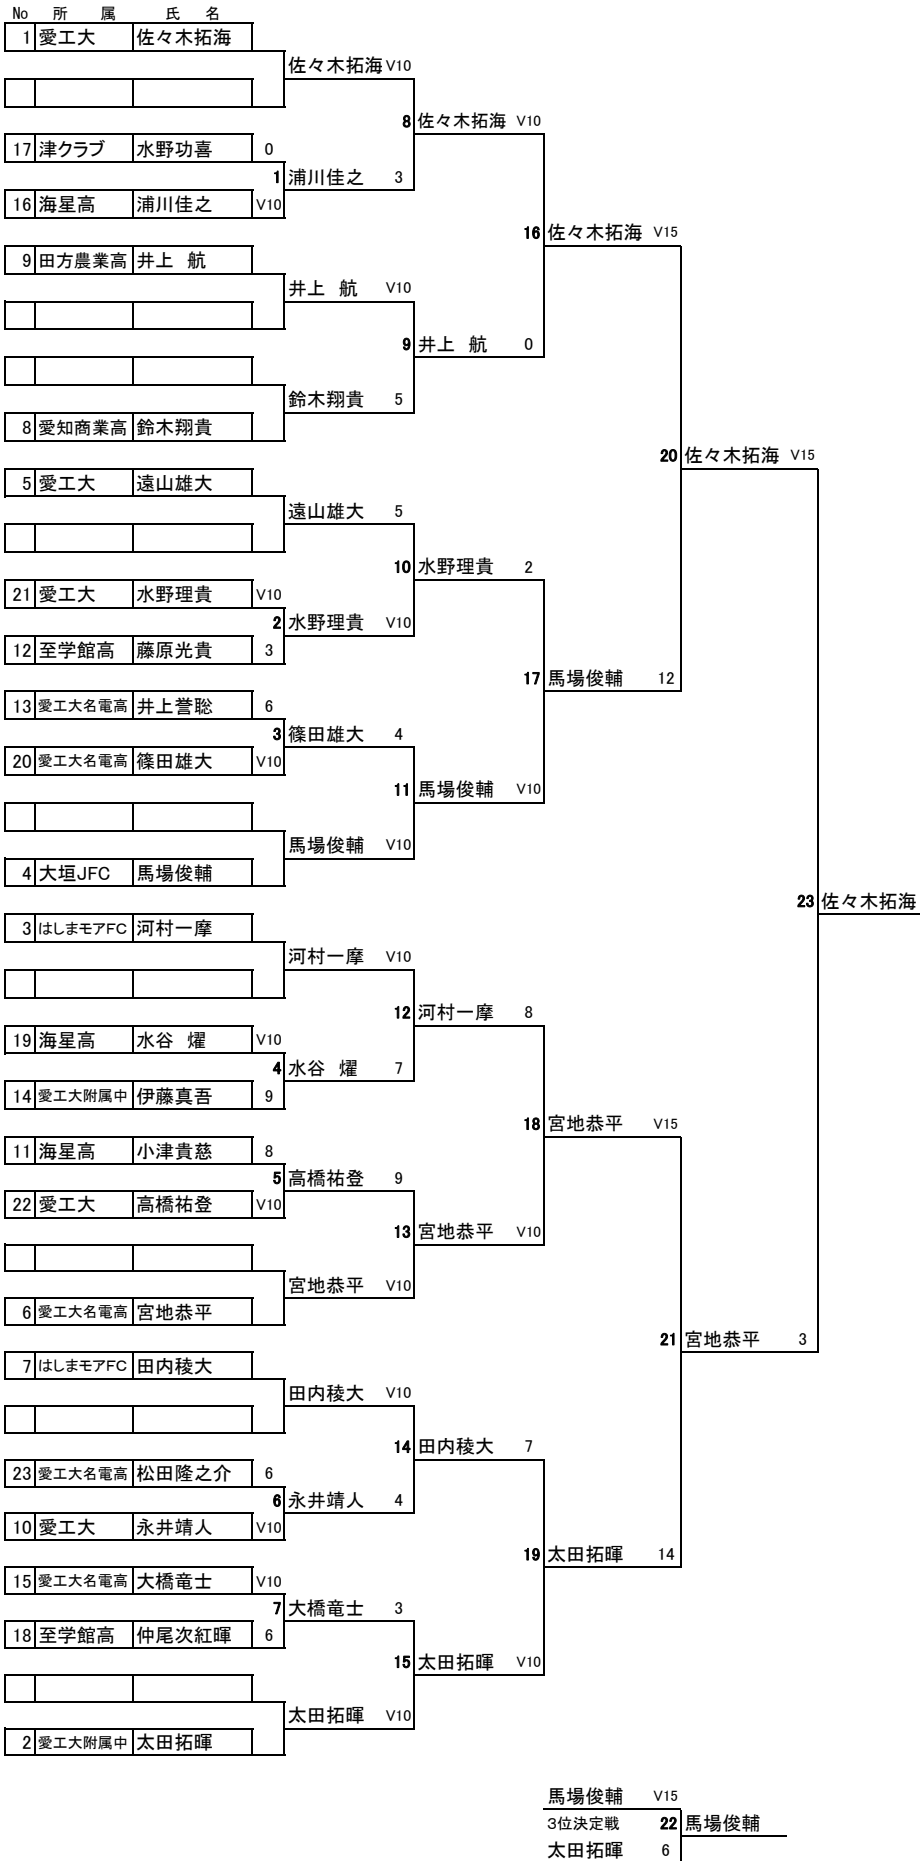 No 所 属 氏 名
1 愛工大 佐々木拓海
佐々木拓海 V10
8 佐々木拓海 V10
17 津クラブ 水野功喜 0
1 浦川佳之 3
16 海星高 浦川佳之 V10
16 佐々木拓海 V15
9 田方農業高 井上 航
井上 航 V10
9 井上 航 0
鈴木翔貴 5
8 愛知商業高 鈴木翔貴
20 佐々木拓海 V15
5 愛工大 遠山雄大
遠山雄大 5
10 水野理貴 2
21 愛工大 水野理貴 V10
2 水野理貴 V10
12 至学館高 藤原光貴 3
17 馬場俊輔 12
13 愛工大名電高 井上誉聡 6
3 篠田雄大 4
20 愛工大名電高 篠田雄大 V10
11 馬場俊輔 V10
馬場俊輔 V10
4 大垣JFC 馬場俊輔
23 佐々木拓海
3 はしまモアFC 河村一摩
河村一摩 V10
12 河村一摩 8
19 海星高 水谷 燿 V10
4 水谷 燿 7
14 愛工大附属中 伊藤真吾 9
18 宮地恭平 V15
11 海星高 小津貴慈 8
5 高橋祐登 9
22 愛工大 高橋祐登 V10
13 宮地恭平 V10
宮地恭平 V10
6 愛工大名電高 宮地恭平
21 宮地恭平 3
7 はしまモアFC 田内稜大
田内稜大 V10
14 田内稜大 7
23 愛工大名電高 松田隆之介 6
6 永井靖人 4
10 愛工大 永井靖人 V10
19 太田拓暉 14
15 愛工大名電高 大橋竜士 V10
7 大橋竜士 3
18 至学館高 仲尾次紅暉 6
15 太田拓暉 V10
太田拓暉 V10
2 愛工大附属中 太田拓暉
馬場俊輔 V15
3位決定戦 22 馬場俊輔
太田拓暉 6